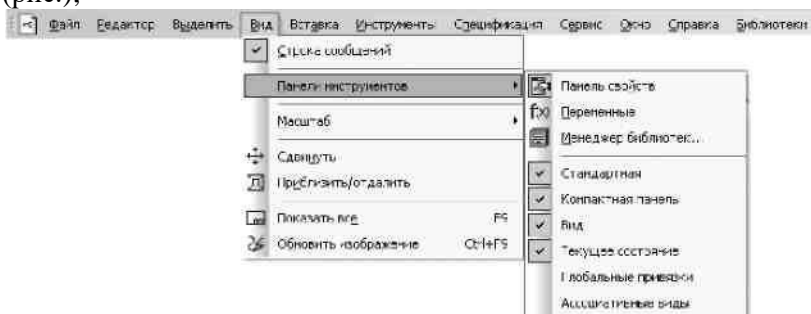 (рис.),
Файл Редактор Выделить Вид Вставка Инструменты Спецификация Сервис Окно Справка Библиотеки
Строка сообщений
Панели инструментов
Масштаб
Сдвинуть
Приблизить/отдалить
Показать все F9
Обновить изображение Ctrl+F9
Панель свойств
f(x) Переменные
Менеджер библиотек...
Стандартная
Компактная панель
Вид
Текущее состояние
Глобальные привязки
Ассоциативные виды